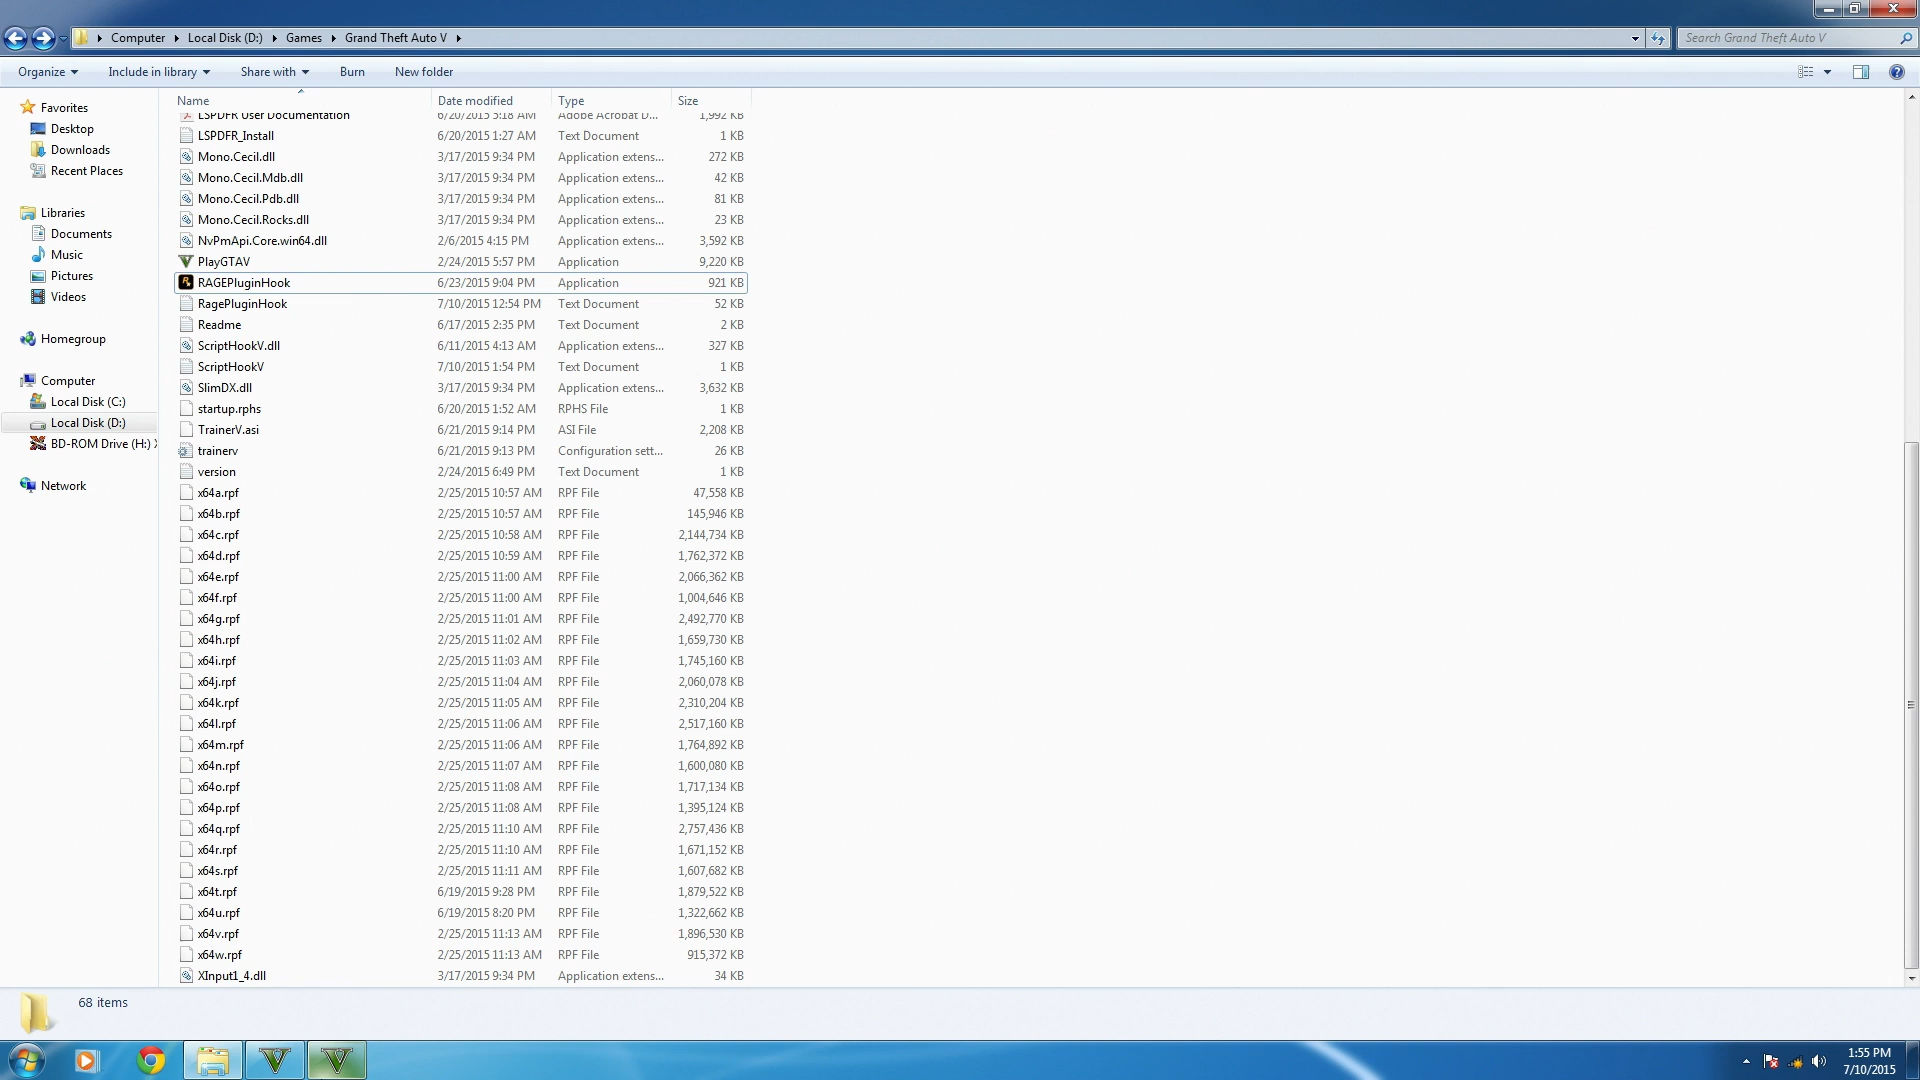 Computer Local Disk (D:) Games Grand Theft Auto V
Search Grand Theft Auto V
Organize Include in library Share with Burn New folder
Favorites
Desktop
Downloads
Recent Places
Libraries
Documents
Music
Pictures
Videos
Homegroup
Computer
Local Disk (C:)
Local Disk (D:)
BD-ROM Drive (H:)
Network
Name Date modified Type Size
LSPDFR User Documentation 6/20/2015 5:18 AM Adobe Acrobat D... 1,992 KB
LSPDFR_Install 6/20/2015 1:27 AM Text Document 1 KB
Mono.Cecil.dll 3/17/2015 9:34 PM Application extens... 272 KB
Mono.Cecil.Mdb.dll 3/17/2015 9:34 PM Application extens... 42 KB
Mono.Cecil.Pdb.dll 3/17/2015 9:34 PM Application extens... 81 KB
Mono.Cecil.Rocks.dll 3/17/2015 9:34 PM Application extens... 23 KB
NvPmApi.Core.win64.dll 2/6/2015 4:15 PM Application extens... 3,592 KB
PlayGTAV 2/24/2015 5:57 PM Application 9,220 KB
RAGEPluginHook 6/23/2015 9:04 PM Application 921 KB
RagePluginHook 7/10/2015 12:54 PM Text Document 52 KB
Readme 6/17/2015 2:35 PM Text Document 2 KB
ScriptHookV.dll 6/11/2015 4:13 AM Application extens... 327 KB
ScriptHookV 7/10/2015 1:54 PM Text Document 1 KB
SlimDX.dll 3/17/2015 9:34 PM Application extens... 3,632 KB
startup.rphs 6/20/2015 1:52 AM RPHS File 1 KB
TrainerV.asi 6/21/2015 9:14 PM ASI File 2,208 KB
trainerv 6/21/2015 9:13 PM Configuration sett... 26 KB
version 2/24/2015 6:49 PM Text Document 1 KB
x64a.rpf 2/25/2015 10:57 AM RPF File 47,558 KB
x64b.rpf 2/25/2015 10:57 AM RPF File 145,946 KB
x64c.rpf 2/25/2015 10:58 AM RPF File 2,144,734 KB
x64d.rpf 2/25/2015 10:59 AM RPF File 1,762,372 KB
x64e.rpf 2/25/2015 11:00 AM RPF File 2,066,362 KB
x64f.rpf 2/25/2015 11:00 AM RPF File 1,004,646 KB
x64g.rpf 2/25/2015 11:01 AM RPF File 2,492,770 KB
x64h.rpf 2/25/2015 11:02 AM RPF File 1,659,730 KB
x64i.rpf 2/25/2015 11:03 AM RPF File 1,745,160 KB
x64j.rpf 2/25/2015 11:04 AM RPF File 2,060,078 KB
x64k.rpf 2/25/2015 11:05 AM RPF File 2,310,204 KB
x64l.rpf 2/25/2015 11:06 AM RPF File 2,517,160 KB
x64m.rpf 2/25/2015 11:06 AM RPF File 1,764,892 KB
x64n.rpf 2/25/2015 11:07 AM RPF File 1,600,080 KB
x64o.rpf 2/25/2015 11:08 AM RPF File 1,717,134 KB
x64p.rpf 2/25/2015 11:08 AM RPF File 1,395,124 KB
x64q.rpf 2/25/2015 11:10 AM RPF File 2,757,436 KB
x64r.rpf 2/25/2015 11:10 AM RPF File 1,671,152 KB
x64s.rpf 2/25/2015 11:11 AM RPF File 1,607,682 KB
x64t.rpf 6/19/2015 9:28 PM RPF File 1,879,522 KB
x64u.rpf 6/19/2015 8:20 PM RPF File 1,322,662 KB
x64v.rpf 2/25/2015 11:13 AM RPF File 1,896,530 KB
x64w.rpf 2/25/2015 11:13 AM RPF File 915,372 KB
XInput1_4.dll 3/17/2015 9:34 PM Application extens... 34 KB
68 items
1:55 PM
7/10/2015